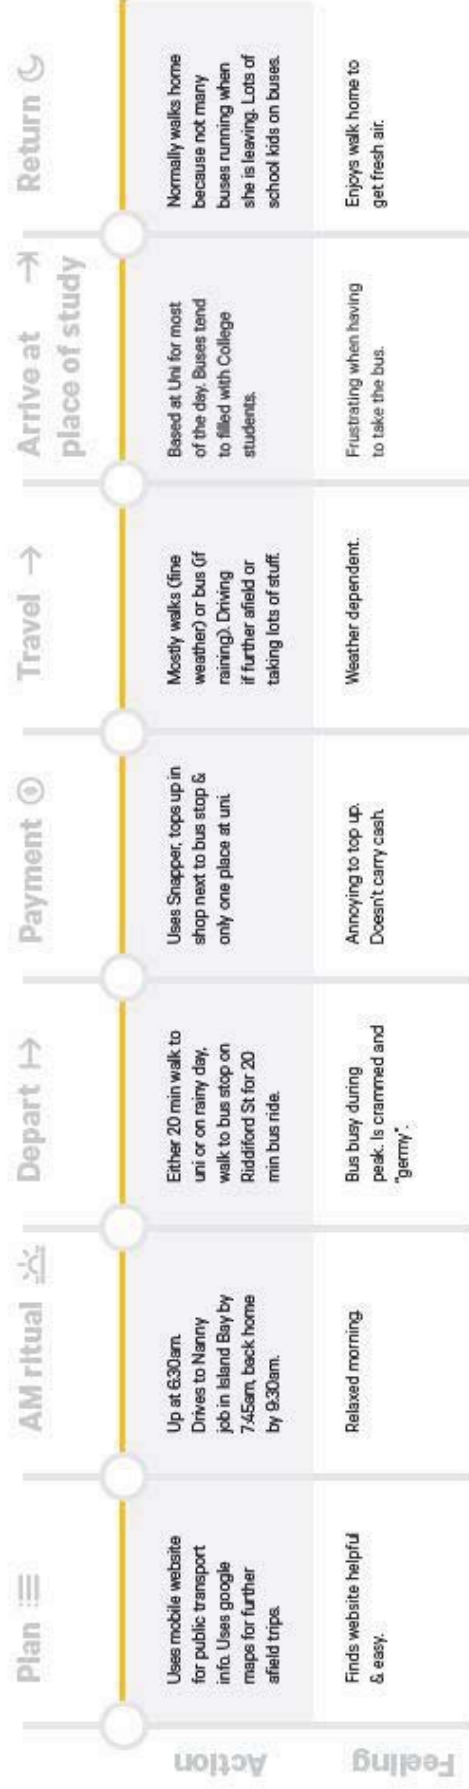 Plan
AM ritual
Depart
Payment
Travel
Arrive at
place of study
Return
Action
Uses mobile website
for public transport
info. Uses google
maps for further
afield trips.
Up at 6:30am.
Drives to Nanny
job in Island Bay by
7:45am, back home
by 9:30am.
Either 20 min walk to
uni or on rainy day,
walk to bus stop on
Riddiford St for 20
min bus ride.
Uses Snapper, tops up in
shop next to bus stop &
only one place at uni.
Mostly walks (fine
weather) or bus (if
raining). Driving
if further afield or
taking lots of stuff.
Based at Uni for most
of the day. Buses tend
to filled with College
students.
Normally walks home
because not many
buses running when
she is leaving. Lots of
school kids on buses.
Feeling
Finds website helpful
& easy.
Relaxed morning.
Bus busy during
peak. Is crammed and
"germy".
Annoying to top up.
Doesn't carry cash.
Weather dependent.
Frustrating when having
to take the bus.
Enjoys walk home to
get fresh air.